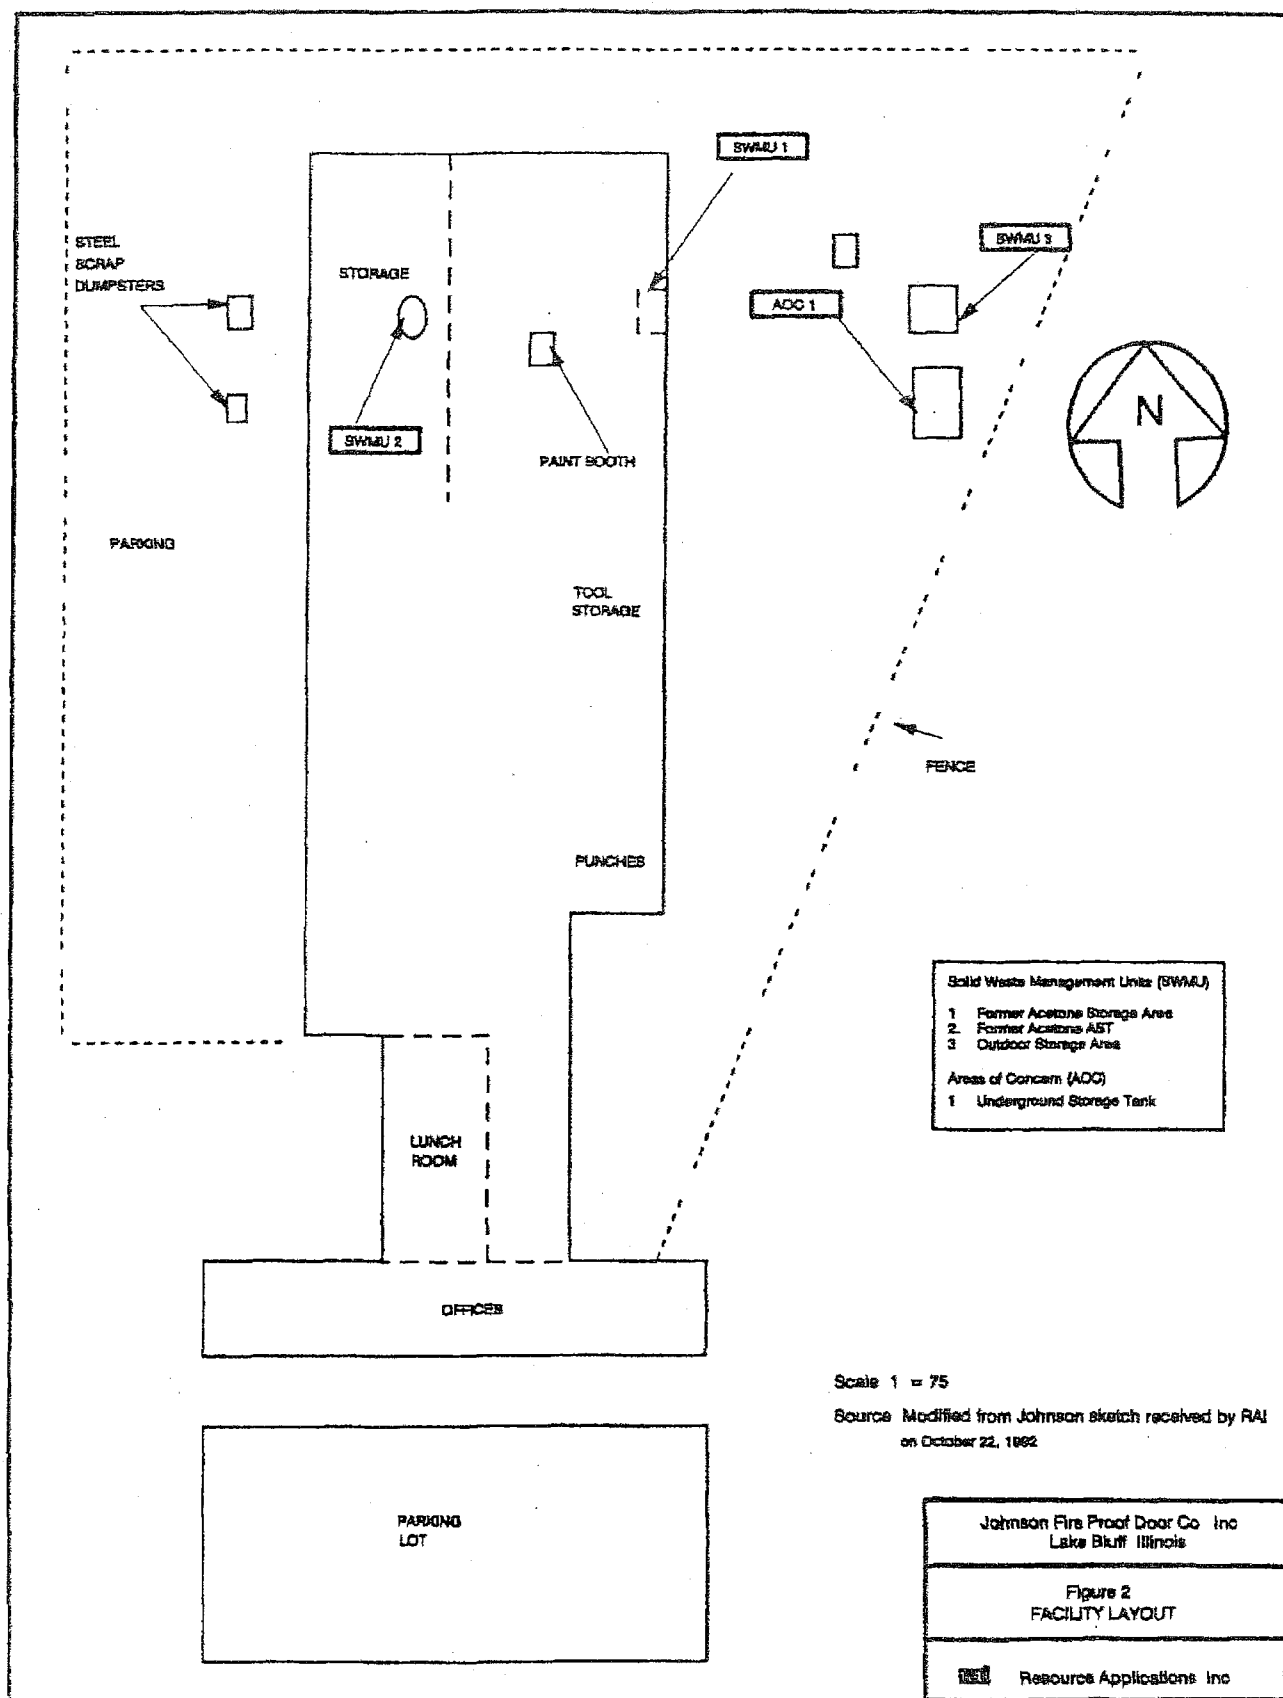 SWMU 1
STEEL
SCRAP
DUMPSTERS
STORAGE
SWMU 3
AOC 1
SWMU 2
PAINT BOOTH
N
PARKING
TOOL
STORAGE
FENCE
PUNCHES
Solid Waste Management Units (SWMU)
1 Former Acetone Storage Area
2. Former Acetone AST
3 Outdoor Storage Area
Areas of Concern (AOC)
1 Underground Storage Tank
LUNCH
ROOM
OFFICES
Scale 1 = 75
Source Modified from Johnson sketch received by RAI
on October 22, 1992
PARKING
LOT
Johnson Fire Proof Door Co Inc
Lake Bluff Illinois
Figure 2
FACILITY LAYOUT
Resource Applications Inc